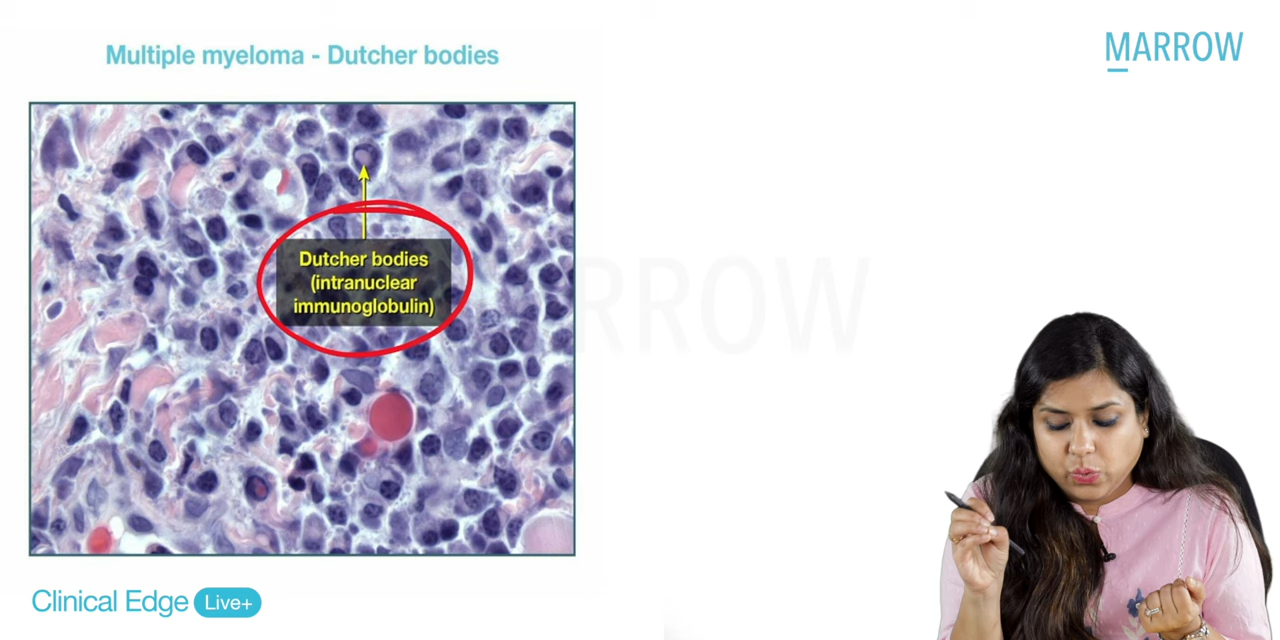 Multiple myeloma - Dutcher bodies
MARROW
Dutcher bodies
(intranuclear
immunoglobulin)
Clinical Edge Live+